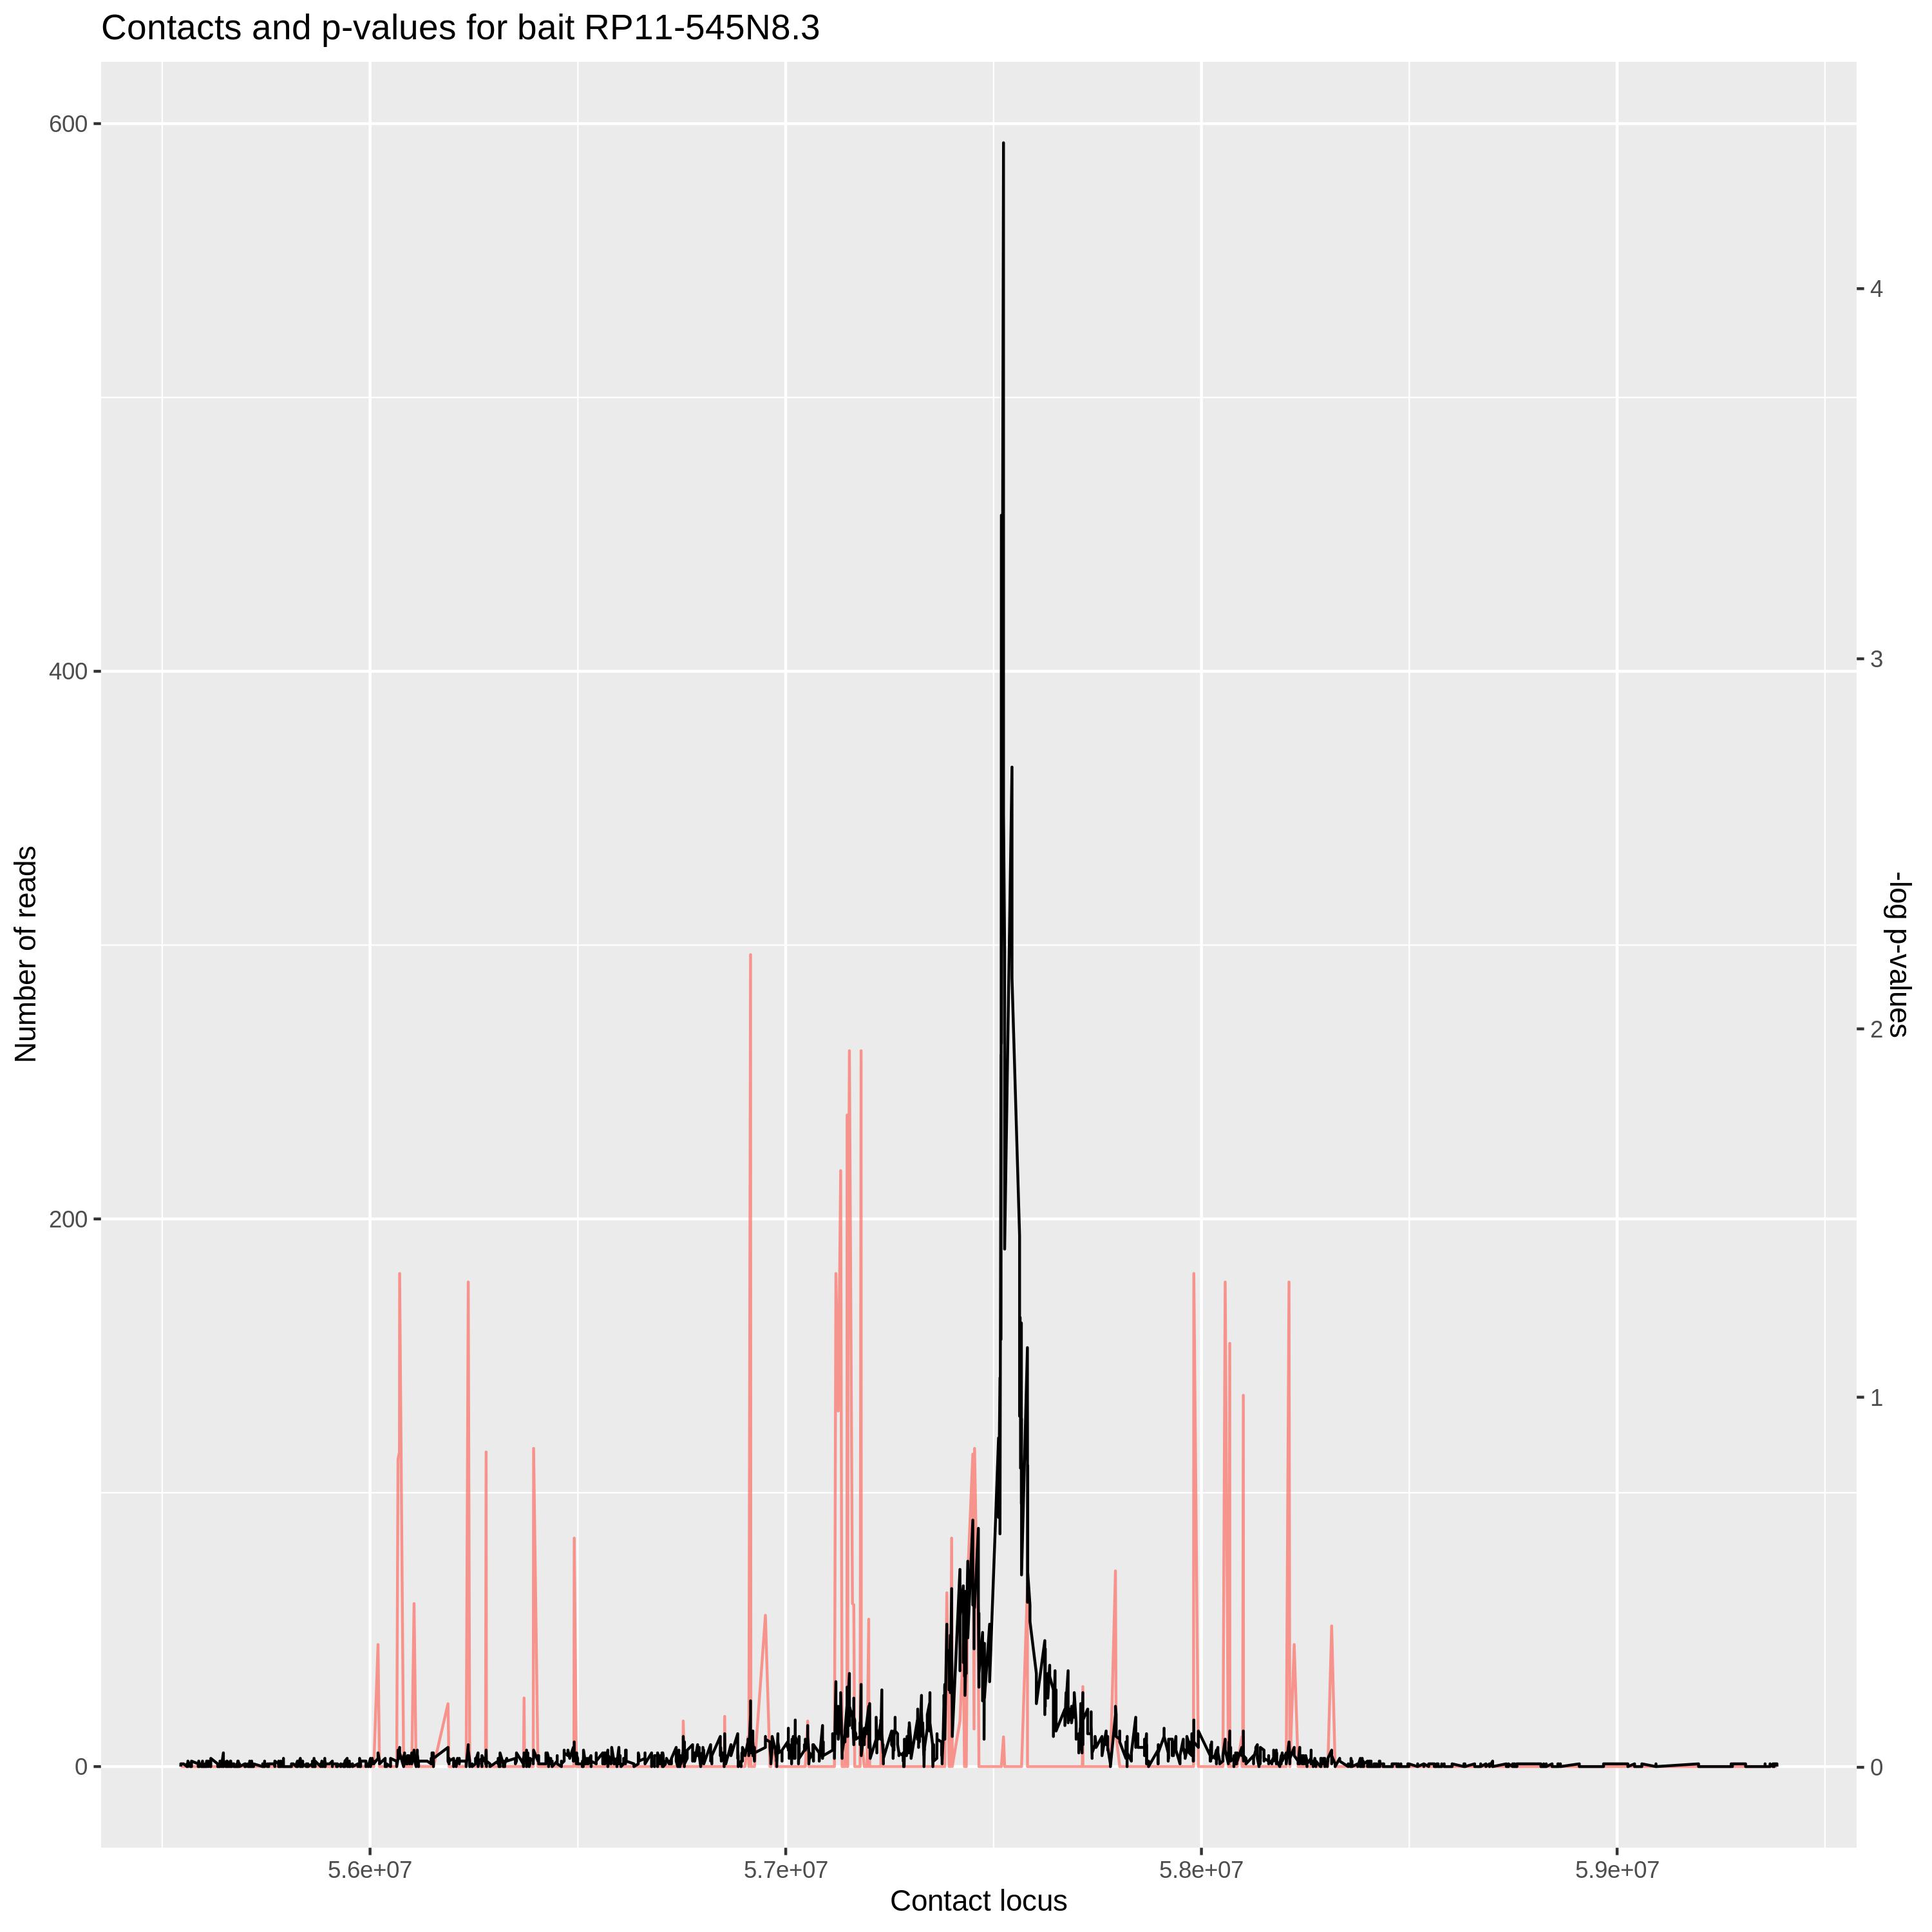 Contacts and p-values for bait RP11-545N8.3
600
400
200
0
Number of reads
4
3
2
1
0
-log p-values
5.6e+07
5.7e+07
5.8e+07
5.9e+07
Contact locus